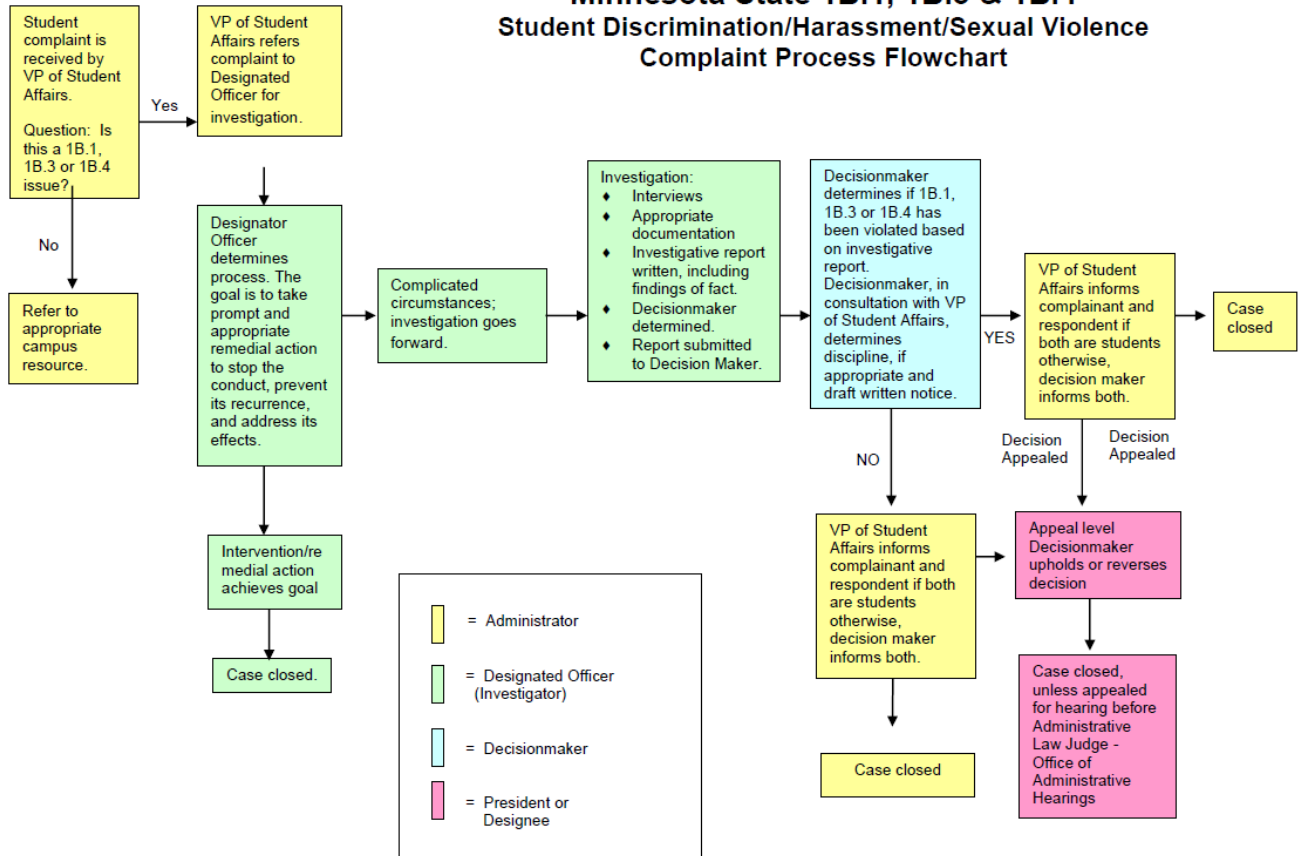 Student Discrimination/Harassment/Sexual Violence
Complaint Process Flowchart
Student
complaint is
received by
VP of Student
Affairs.
Question: Is
this a 1B.1,
1B.3 or 1B.4
issue?
Yes
VP of Student
Affairs refers
complaint to
Designated
Officer for
investigation.
No
Refer to
appropriate
campus
resource.
Designator
Officer
determines
process. The
goal is to take
prompt and
appropriate
remedial action
to stop the
conduct, prevent
its recurrence,
and address its
effects.
Complicated
circumstances;
investigation goes
forward.
Investigation:
♦ Interviews
♦ Appropriate
documentation
♦ Investigative report
written, including
findings of fact.
♦ Decisionmaker
determined.
♦ Report submitted
to Decision Maker.
Decisionmaker
determines if 1B.1,
1B.3 or 1B.4 has
been violated based
on investigative
report.
Decisionmaker, in
consultation with VP
of Student Affairs,
determines
discipline, if
appropriate and
draft written notice.
YES
VP of Student
Affairs informs
complainant and
respondent if
both are students
otherwise,
decision maker
informs both.
Case
closed
NO
Decision
Appealed
Decision
Appealed
Intervention/re
medial action
achieves goal
Case closed.
VP of Student
Affairs informs
complainant and
respondent if both
are students
otherwise,
decision maker
informs both.
Appeal level
Decisionmaker
upholds or reverses
decision
Case closed
Case closed,
unless appealed
for hearing before
Administrative
Law Judge -
Office of
Administrative
Hearings
= Administrator
= Designated Officer
(Investigator)
= Decisionmaker
= President or
Designee